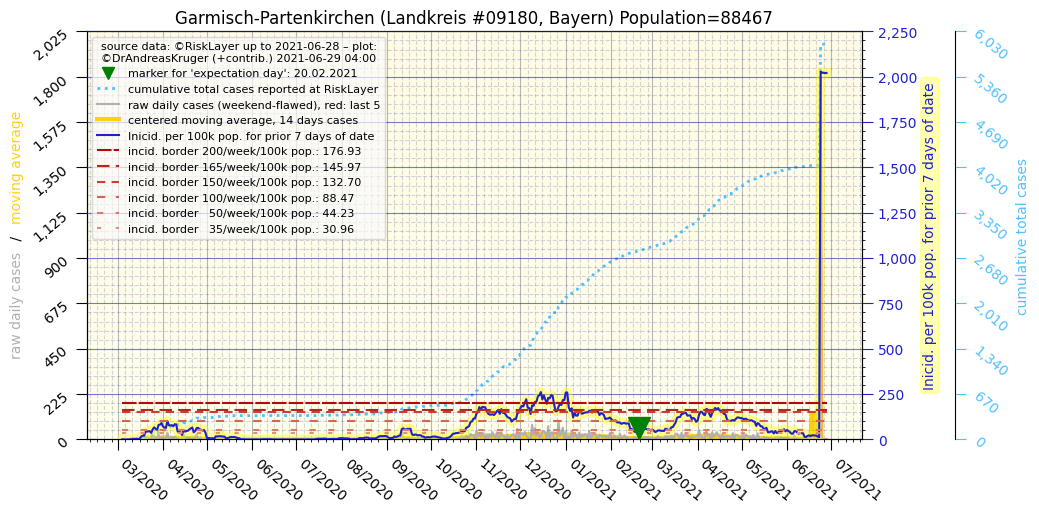 Garmisch-Partenkirchen (Landkreis #09180, Bayern) Population=88467
source data: ©RiskLayer up to 2021-06-28 – plot:
©DrAndreasKruger (+contrib.) 2021-06-29 04:00
marker for 'expectation day': 20.02.2021
cumulative total cases reported at RiskLayer
raw daily cases (weekend-flawed), red: last 5
centered moving average, 14 days cases
Inicid. per 100k pop. for prior 7 days of date
incid. border 200/week/100k pop.: 176.93
incid. border 165/week/100k pop.: 145.97
incid. border 150/week/100k pop.: 132.70
incid. border 100/week/100k pop.: 88.47
incid. border   50/week/100k pop.: 44.23
incid. border   35/week/100k pop.: 30.96
raw daily cases / moving average
2,025
1,800
1,575
1,350
1,125
900
675
450
225
0
2,250
2,000
1,750
1,500
1,250
1,000
750
500
250
0
Inicid. per 100k pop. for prior 7 days of date
6,030
5,360
4,690
4,020
3,350
2,680
2,010
1,340
670
0
cumulative total cases
03/2020
04/2020
05/2020
06/2020
07/2020
08/2020
09/2020
10/2020
11/2020
12/2020
01/2021
02/2021
03/2021
04/2021
05/2021
06/2021
07/2021